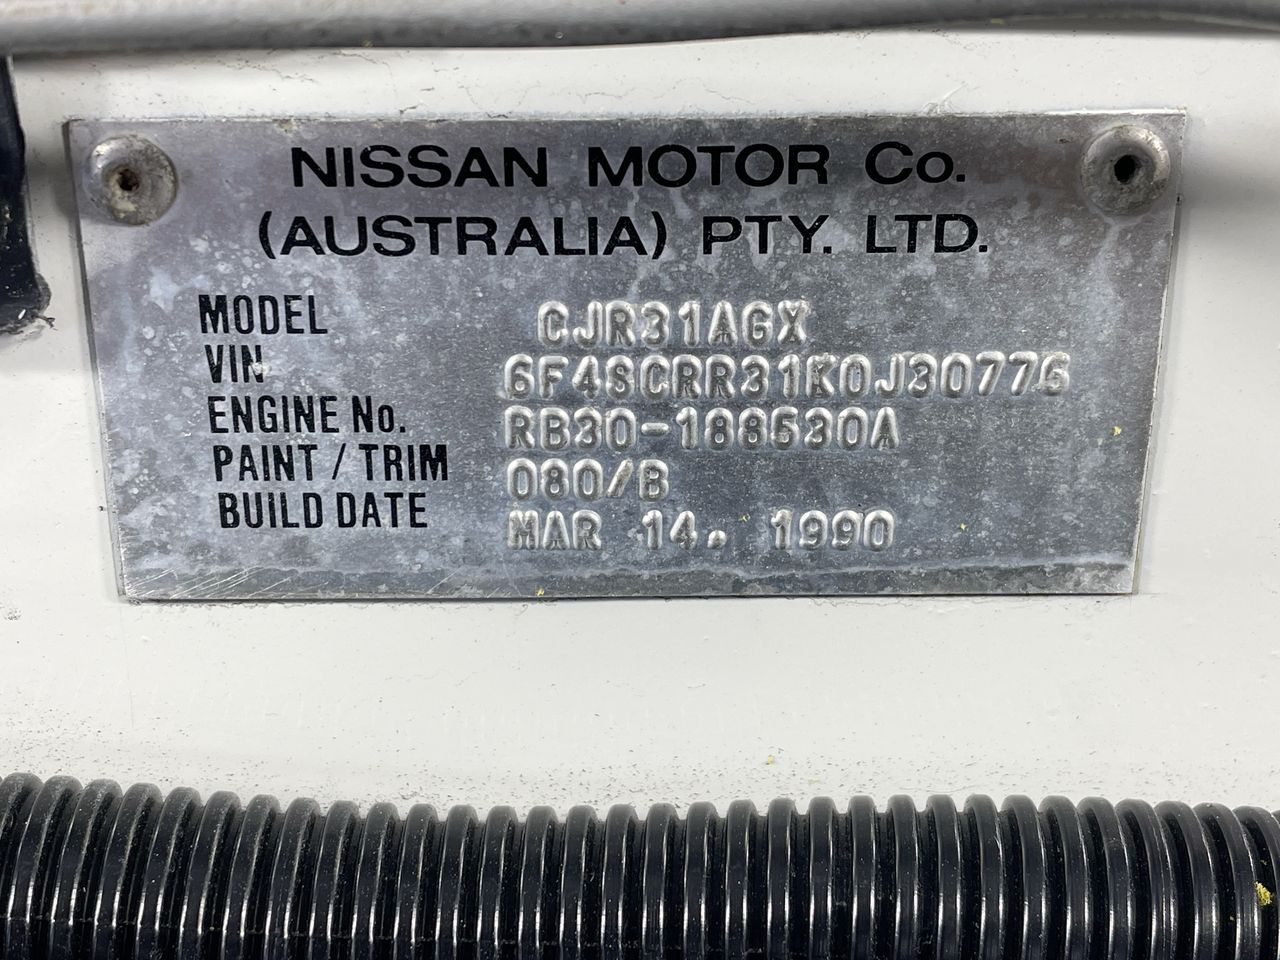 NISSAN MOTOR Co.
(AUSTRALIA) PTY. LTD.
MODEL CJR31AGX
VIN 6F4SCRR31K0J30776
ENGINE No. RB30-188530A
PAINT / TRIM 080/B
BUILD DATE MAR 14. 1990